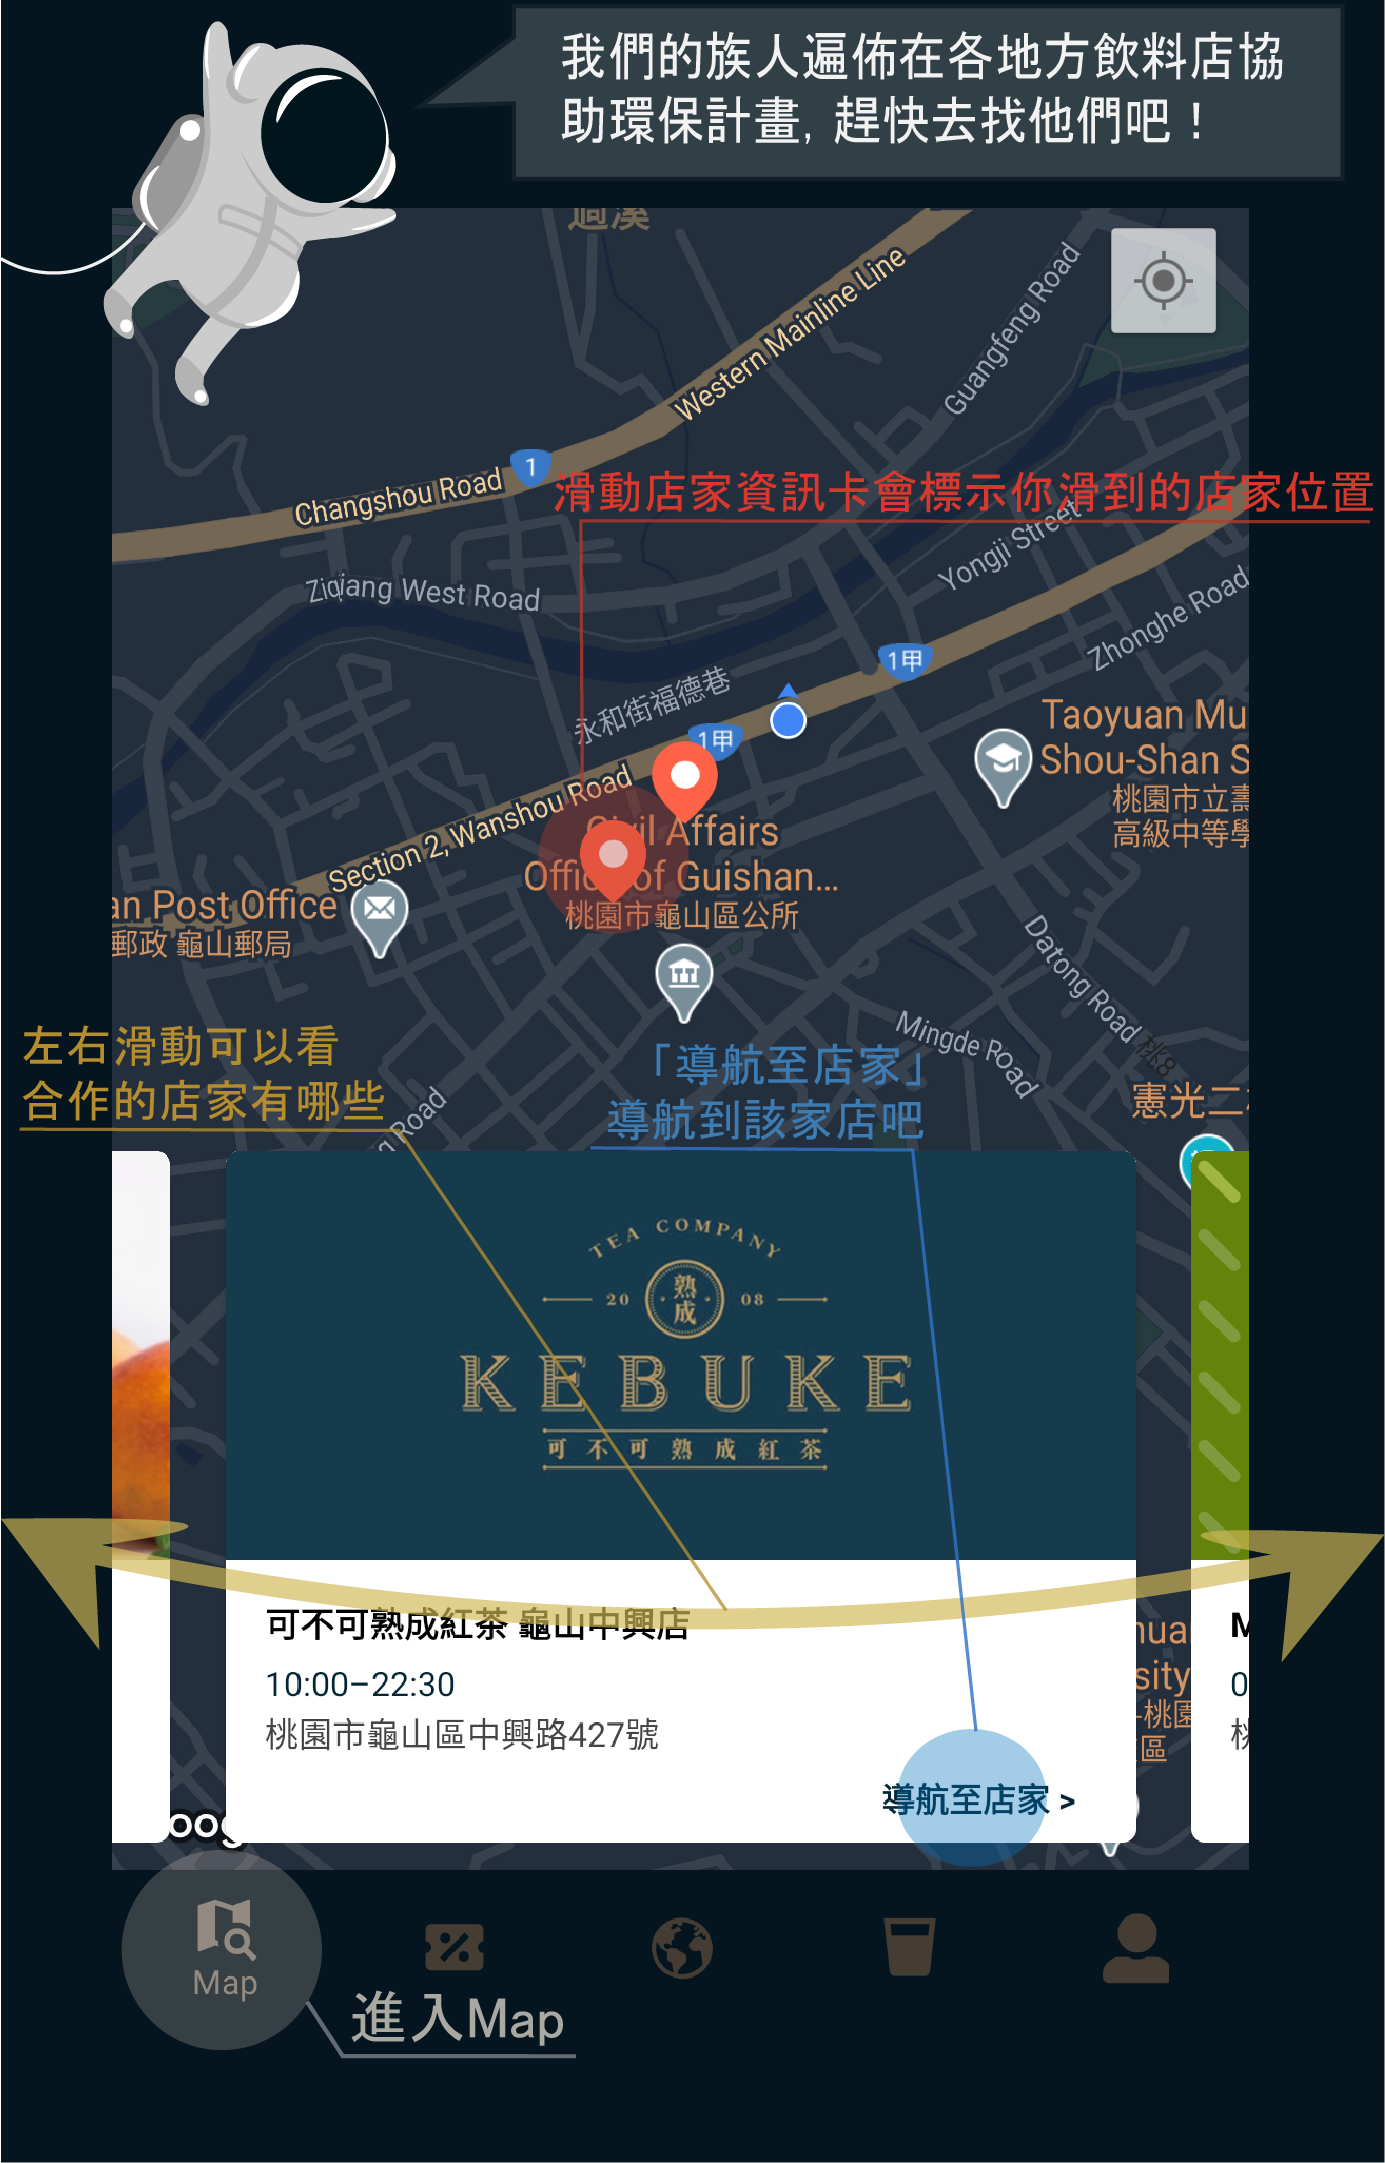 我們的族人遍佈在各地方飲料店協
助環保計畫, 趕快去找他們吧！
迴溪
Western Mainline Line
Guangfeng Road
1
Changshou Road
滑動店家資訊卡會標示你滑到的店家位置
Yongji Street
Ziqiang West Road
Zhonghe Road
1甲
永和街福德巷
1甲
Taoyuan Mu
Shou-Shan S
桃園市立壽
高級中等學
Section 2, Wanshou Road
Civil Affairs
Office of Guishan...
桃園市龜山區公所
an Post Office
郵政 龜山郵局
Datong Road
桃8
Mingde Road
左右滑動可以看
合作的店家有哪些
「導航至店家」
導航到該家店吧
憲光二
g Road
TEA COMPANY
20 熟成 08
KEBUKE
可不可熟成紅茶
可不可熟成紅茶 龜山中興店
10:00–22:30
桃園市龜山區中興路427號
導航至店家 >
nua
sity
-桃園
區
M
0
oog
Map
進入Map